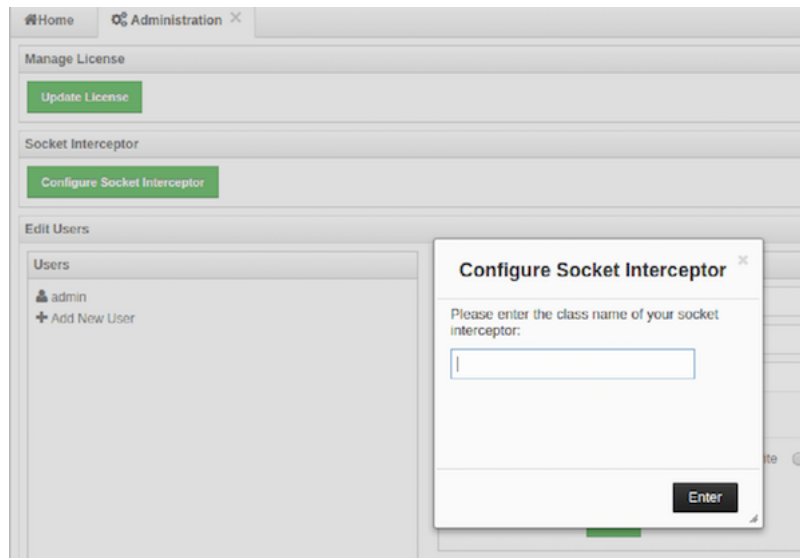 Home Administration
Manage License
Update License
Socket Interceptor
Configure Socket Interceptor
Edit Users
Users
admin
Add New User
Configure Socket Interceptor
Please enter the class name of your socket
interceptor:
Enter